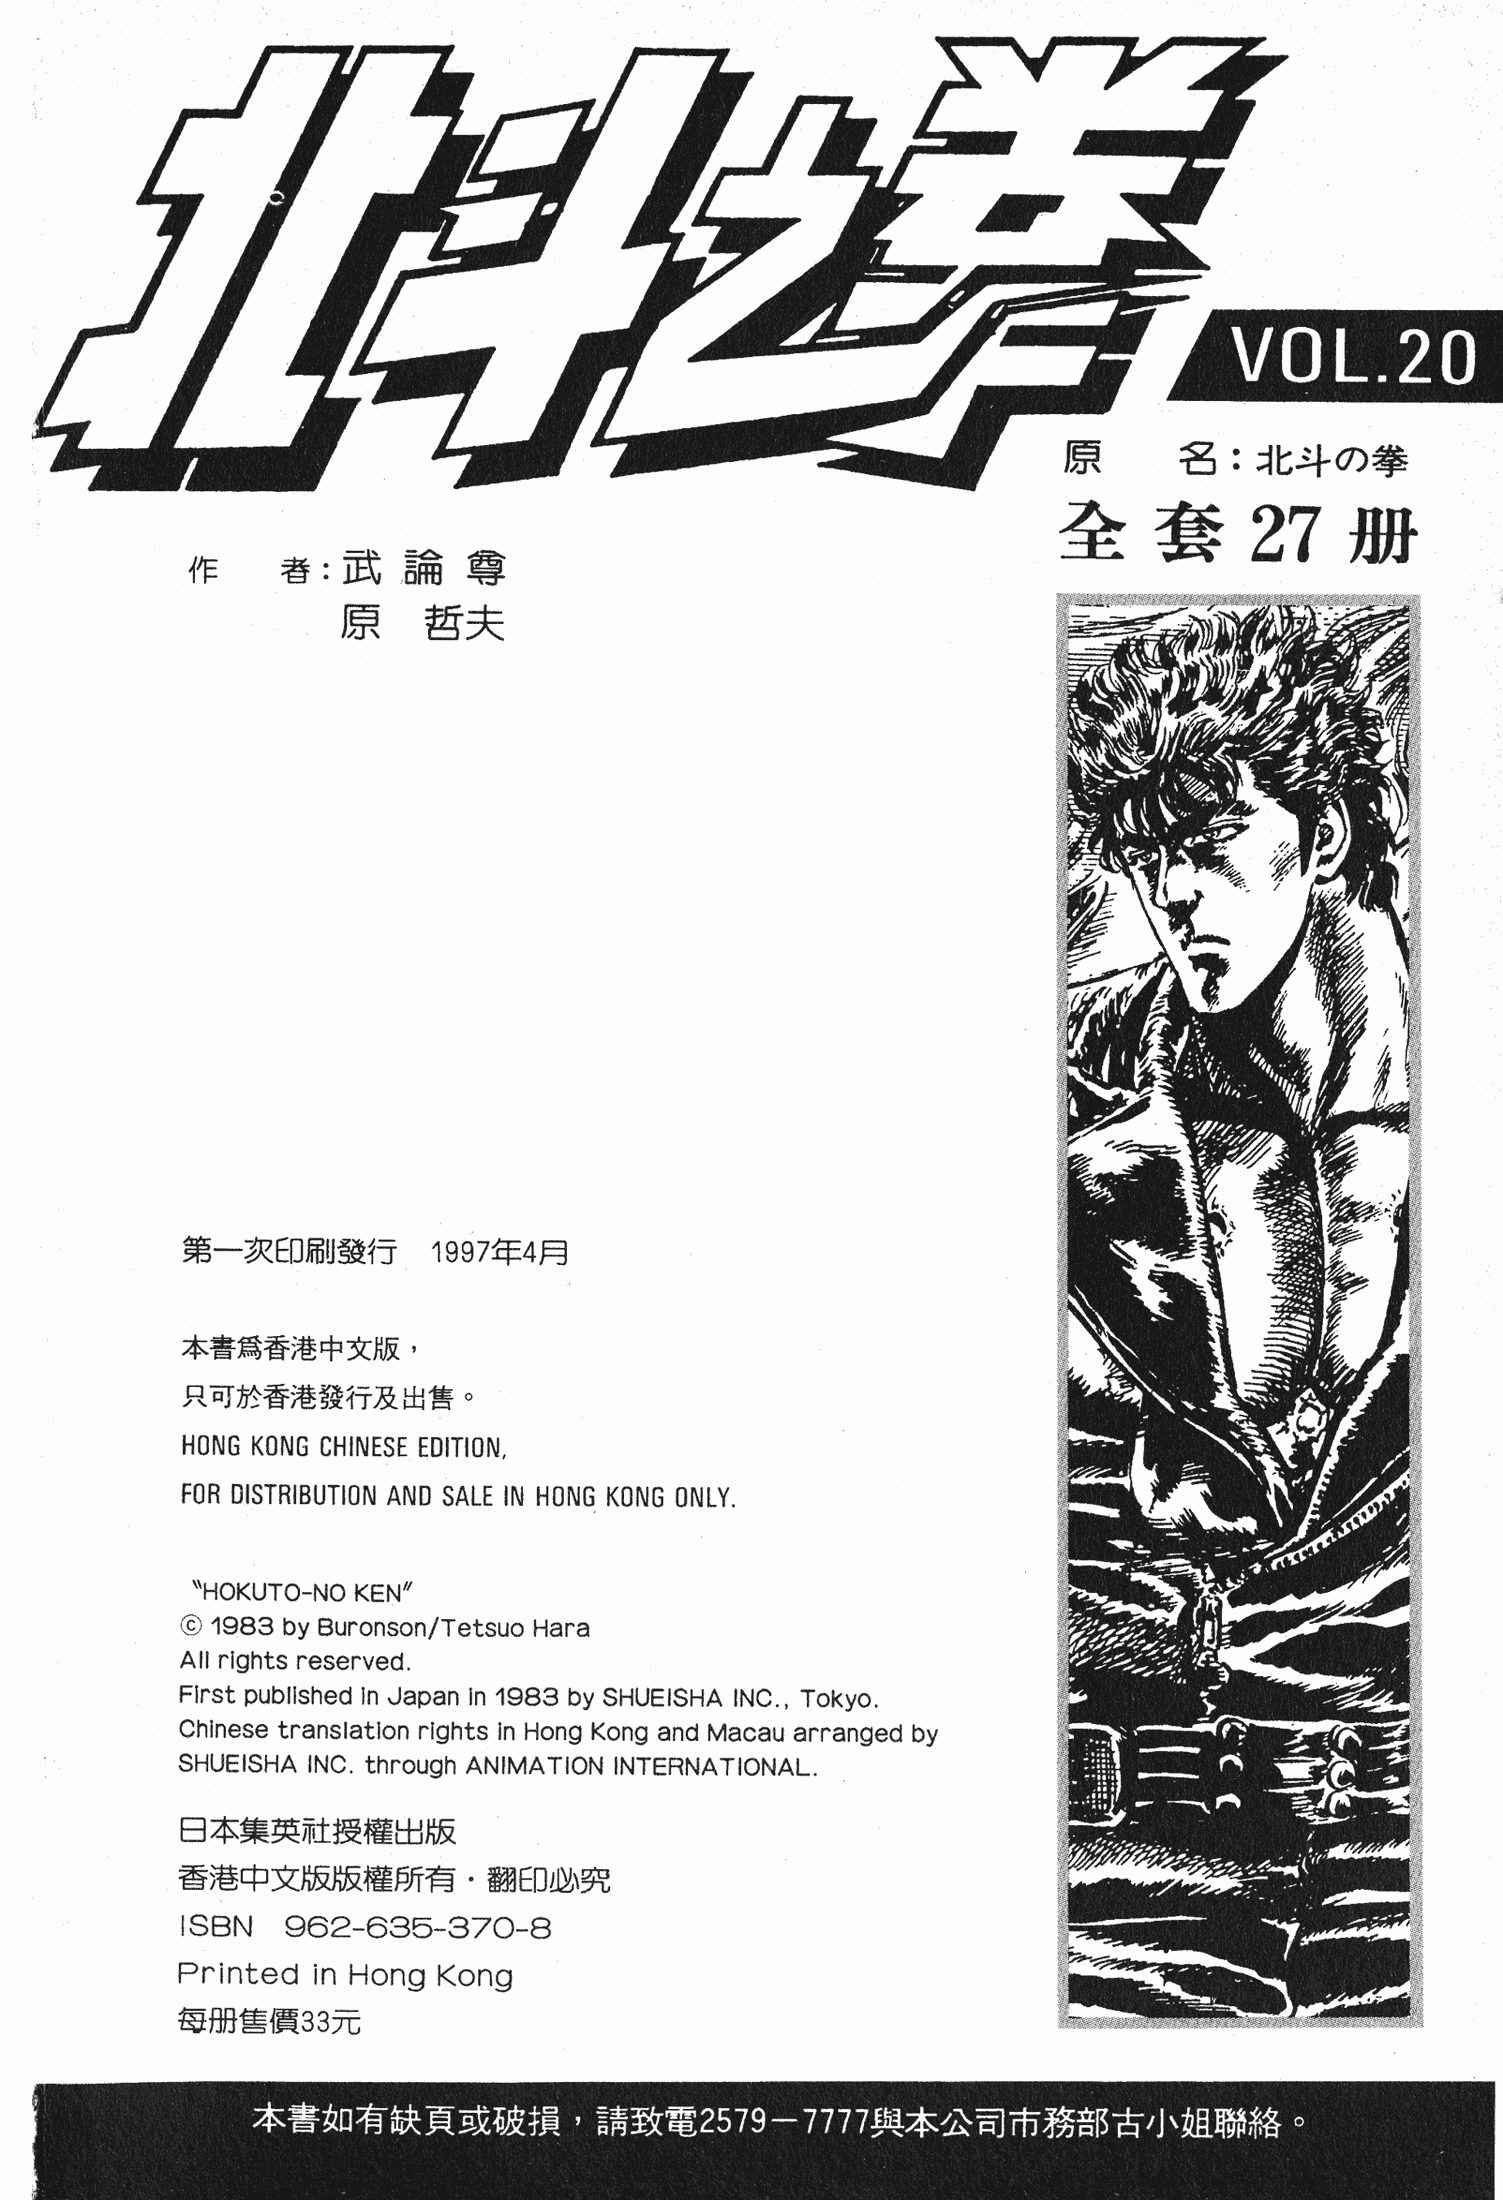 北斗之拳
VOL.20
原　名：北斗の拳
全套27册
作　者：武論尊
原　哲夫
第一次印刷發行　1997年4月
本書爲香港中文版，
只可於香港發行及出售。
HONG KONG CHINESE EDITION,
FOR DISTRIBUTION AND SALE IN HONG KONG ONLY.
〝HOKUTO-NO KEN〞
© 1983 by Buronson/Tetsuo Hara
All rights reserved.
First published in Japan in 1983 by SHUEISHA INC., Tokyo.
Chinese translation rights in Hong Kong and Macau arranged by
SHUEISHA INC. through ANIMATION INTERNATIONAL.
日本集英社授權出版
香港中文版版權所有・翻印必究
ISBN　962-635-370-8
Printed in Hong Kong
每册售價33元
本書如有缺頁或破損，請致電2579－7777與本公司市務部古小姐聯絡。